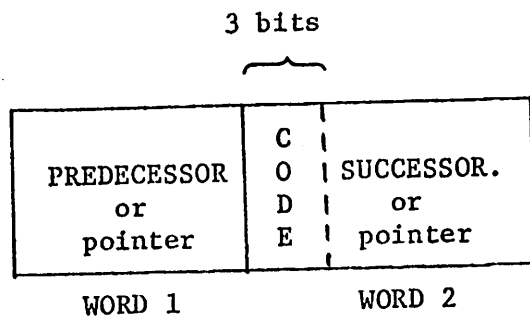 3 bits
PREDECESSOR
or
pointer
C
O
D
E
SUCCESSOR.
or
pointer
WORD 1
WORD 2